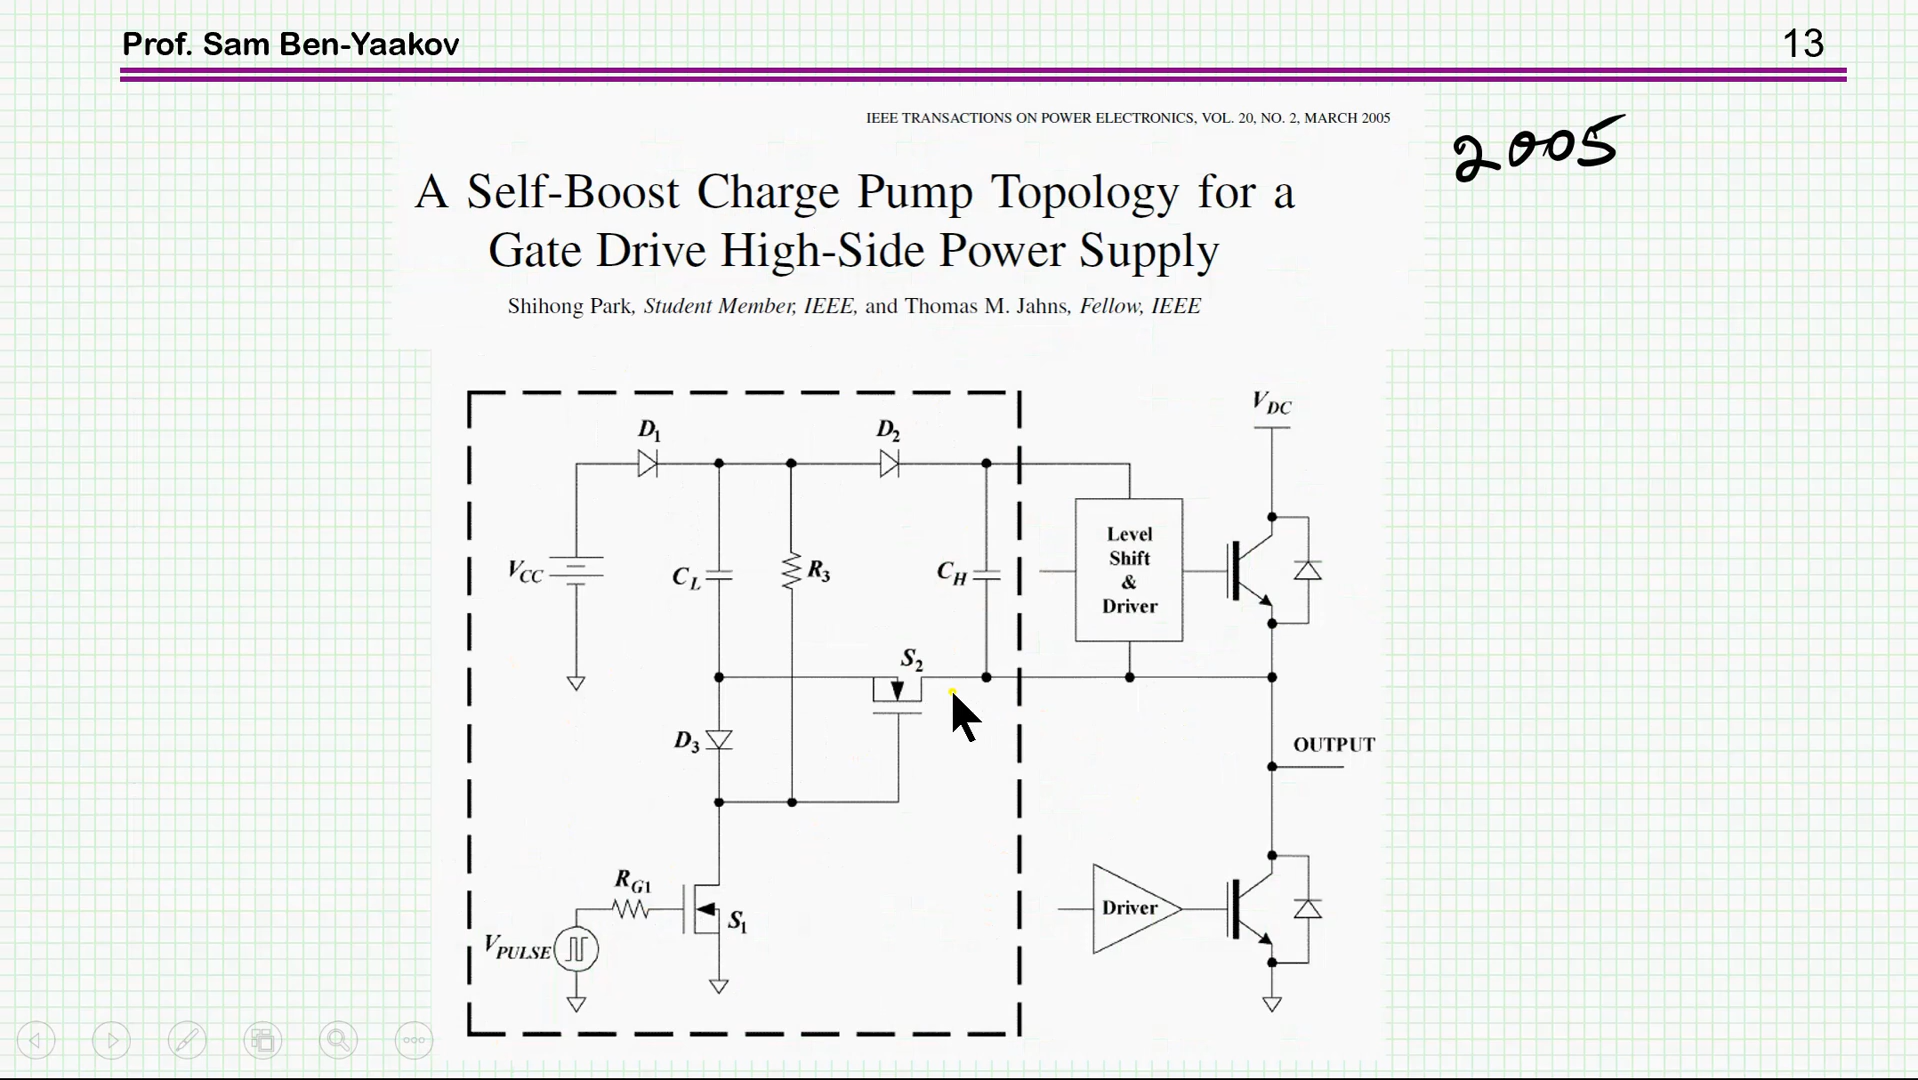 Prof. Sam Ben-Yaakov
13
IEEE TRANSACTIONS ON POWER ELECTRONICS, VOL. 20, NO. 2, MARCH 2005
2005
A Self-Boost Charge Pump Topology for a
Gate Drive High-Side Power Supply
Shihong Park, Student Member, IEEE, and Thomas M. Jahns, Fellow, IEEE
VDC
D1
D2
Level
Shift
&
Driver
VCC
CL
R3
CH
S2
D3
OUTPUT
RG1
S1
Driver
VPULSE